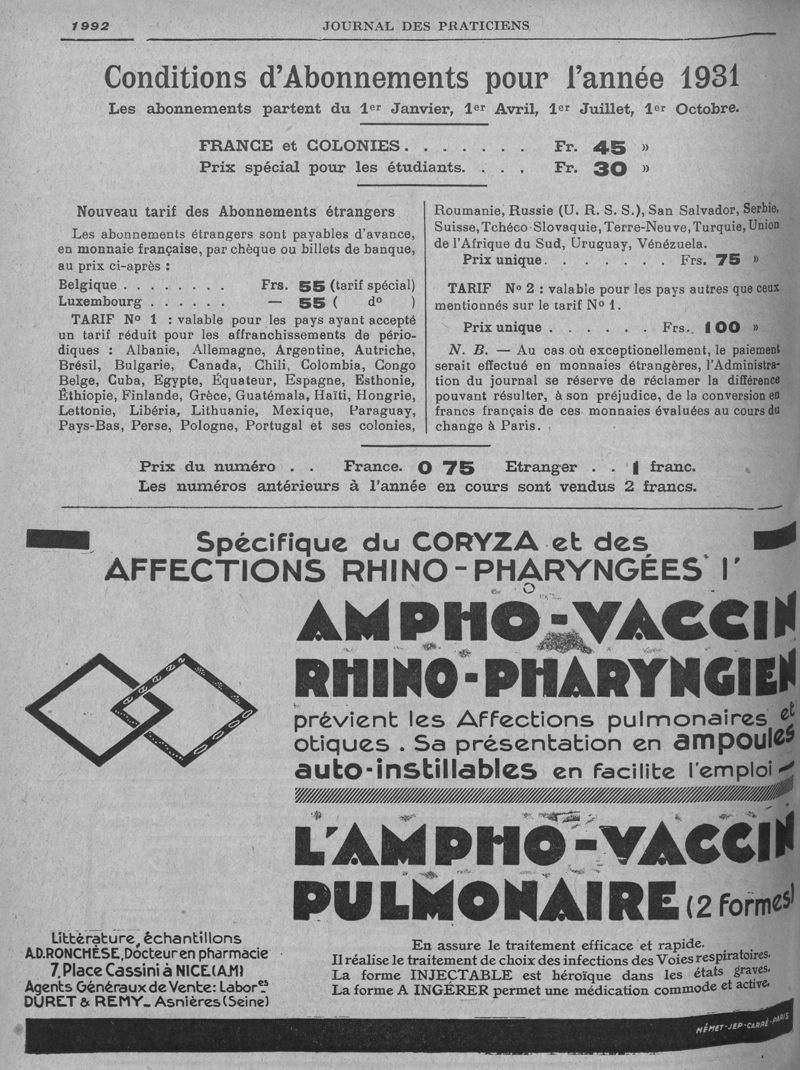 1992
JOURNAL DES PRATICIENS
Conditions d'Abonnements pour l'année 1931
Les abonnements partent du 1er Janvier, 1er Avril, 1er Juillet, 1er Octobre.
FRANCE et COLONIES. . . . . . . Fr. 45 »
Prix spécial pour les étudiants. . . . Fr. 30 »
Nouveau tarif des Abonnements étrangers
Les abonnements étrangers sont payables d'avance,
en monnaie française, par chèque ou billets de banque,
au prix ci-après :
Belgique . . . . . . . . Frs. 55 (tarif spécial)
Luxembourg . . . . . . — 55 ( do )
TARIF No 1 : valable pour les pays ayant accepté
un tarif réduit pour les affranchissements de pério-
diques : Albanie, Allemagne, Argentine, Autriche,
Brésil, Bulgarie, Canada, Chili, Colombia, Congo
Belge, Cuba, Egypte, Équateur, Espagne, Esthonie,
Éthiopie, Finlande, Grèce, Guatémala, Haïti, Hongrie,
Lettonie, Libéria, Lithuanie, Mexique, Paraguay,
Pays-Bas, Perse, Pologne, Portugal et ses colonies,
Roumanie, Russie (U. R. S. S.), San Salvador, Serbie,
Suisse, Tchéco-Slovaquie, Terre-Neuve, Turquie, Union
de l'Afrique du Sud, Uruguay, Vénézuela.
Prix unique. . . . . . . Frs. 75 »
TARIF No 2 : valable pour les pays autres que ceux
mentionnés sur le tarif No 1.
Prix unique . . . . . . Frs.. 100 »
N. B. — Au cas où exceptionellement, le paiement
serait effectué en monnaies étrangères, l'Administra-
tion du journal se réserve de réclamer la différence
pouvant résulter, à son préjudice, de la conversion en
francs français de ces monnaies évaluées au cours du
change à Paris.
Prix du numéro . . France. 0 75 Etranger . . 1 franc.
Les numéros antérieurs à l'année en cours sont vendus 2 francs.
Spécifique du CORYZA et des
AFFECTIONS RHINO-PHARYNGÉES l'
AMPHO-VACCIN
RHINO-PHARYNGIEN
prévient les Affections pulmonaires et
otiques. Sa présentation en ampoules
auto-instillables en facilite l'emploi
L'AMPHO-VACCIN
PULMONAIRE (2 formes)
Littérature, échantillons
A.D. RONCHÈSE, Docteur en pharmacie
7, Place Cassini à NICE (A.M)
Agents Généraux de Vente: Labores
DURET & REMY_ Asnières (Seine)
En assure le traitement efficace et rapide.
Il réalise le traitement de choix des infections des Voies respiratoires.
La forme INJECTABLE est héroïque dans les états graves.
La forme A INGÉRER permet une médication commode et active.
NÉMET-JEP-CARRÉ-PARIS